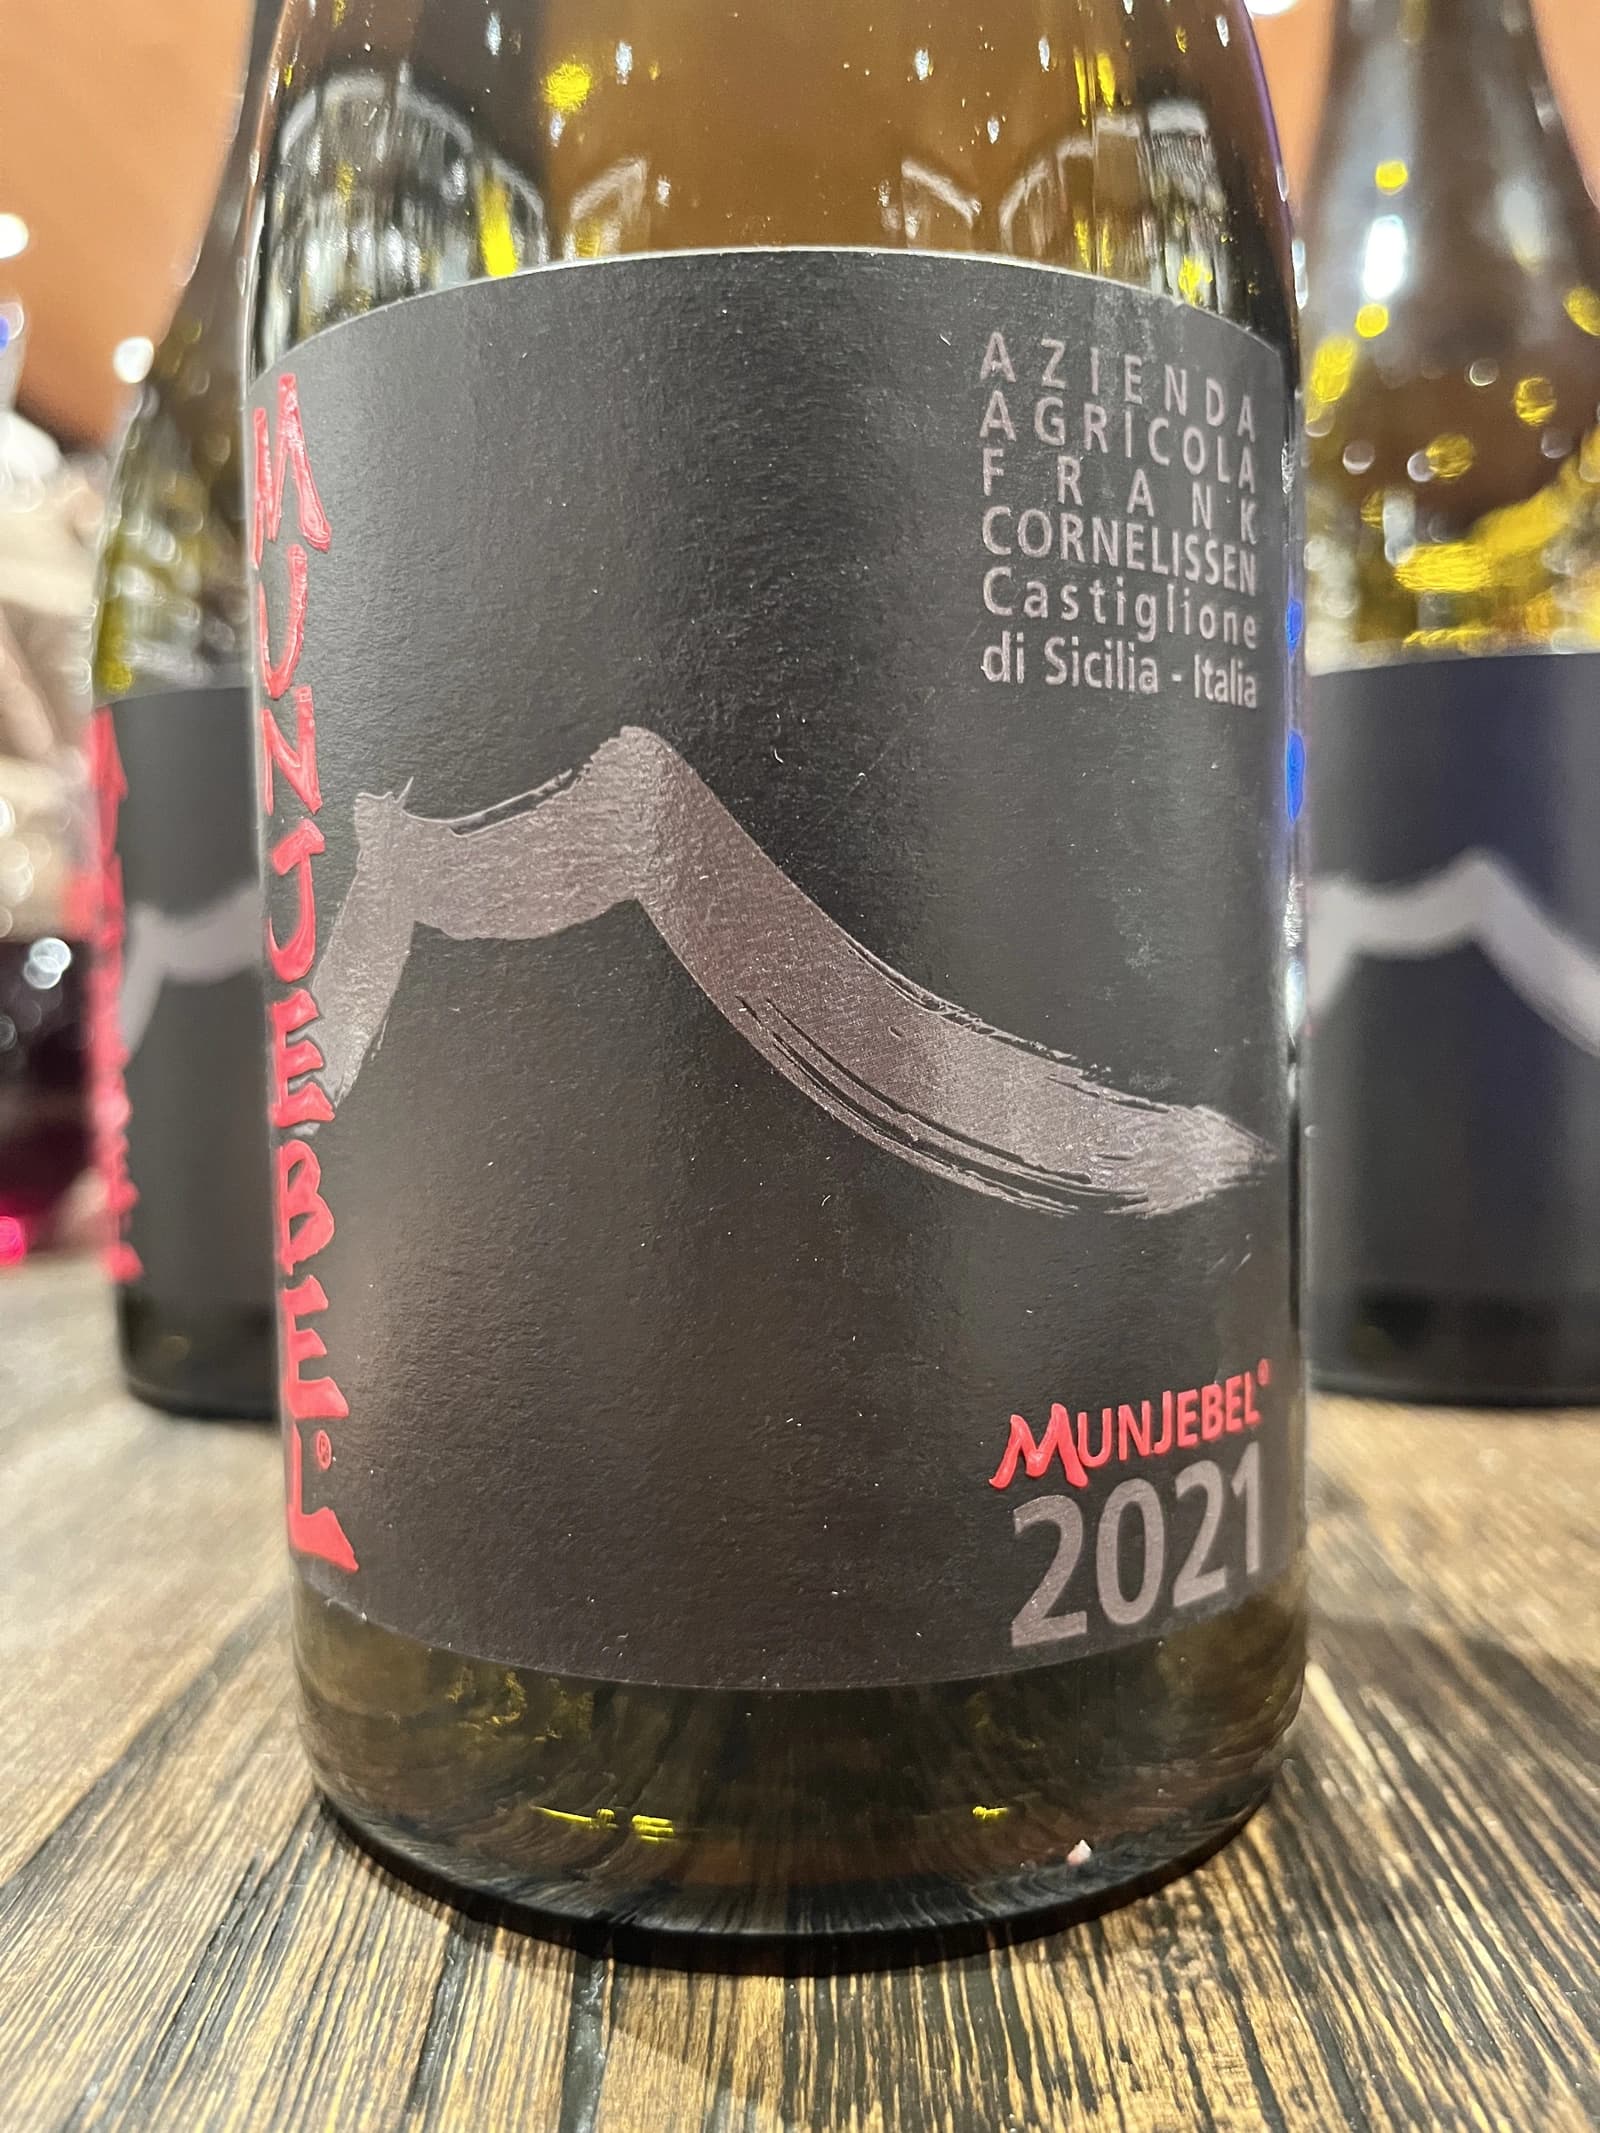 MUNJEBEL®
AZIENDA
AGRICOLA
FRANK
CORNELISSEN
Castiglione
di Sicilia - Italia
MUNJEBEL®
2021